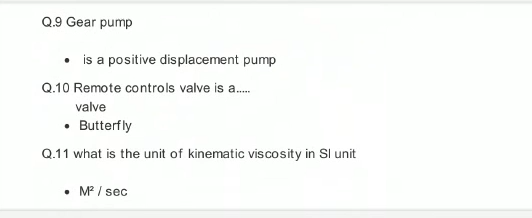 Q.9 Gear pump
• is a positive displacement pump
Q.10 Remote controls valve is a.....
valve
• Butterfly
Q.11 what is the unit of kinematic viscosity in SI unit
• M² / sec